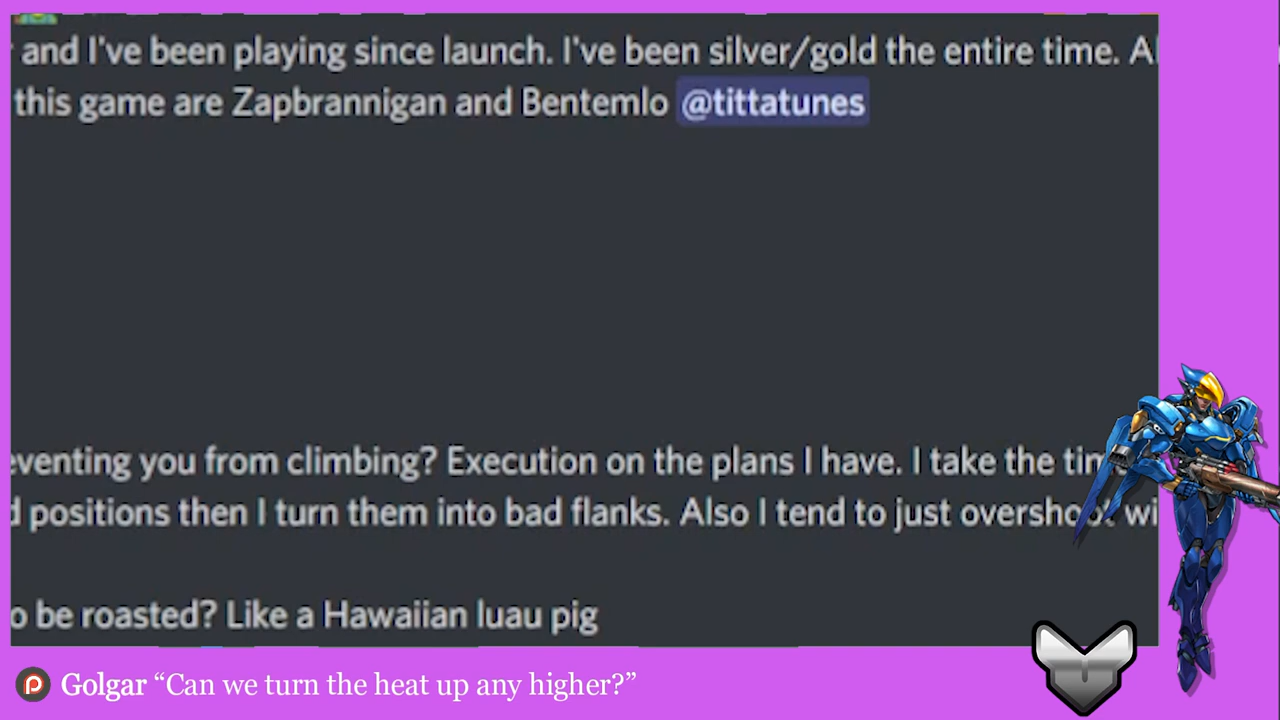 and I've been playing since launch. I've been silver/gold the entire time.
this game are Zapbrannigan and Bentemlo @tittatunes
you from climbing? Execution on the plans I have. I take the
positions then I turn them into bad flanks. Also I tend to just overshoot
be roasted? Like a Hawaiian luau pig
Golgar “Can we turn the heat up any higher?”